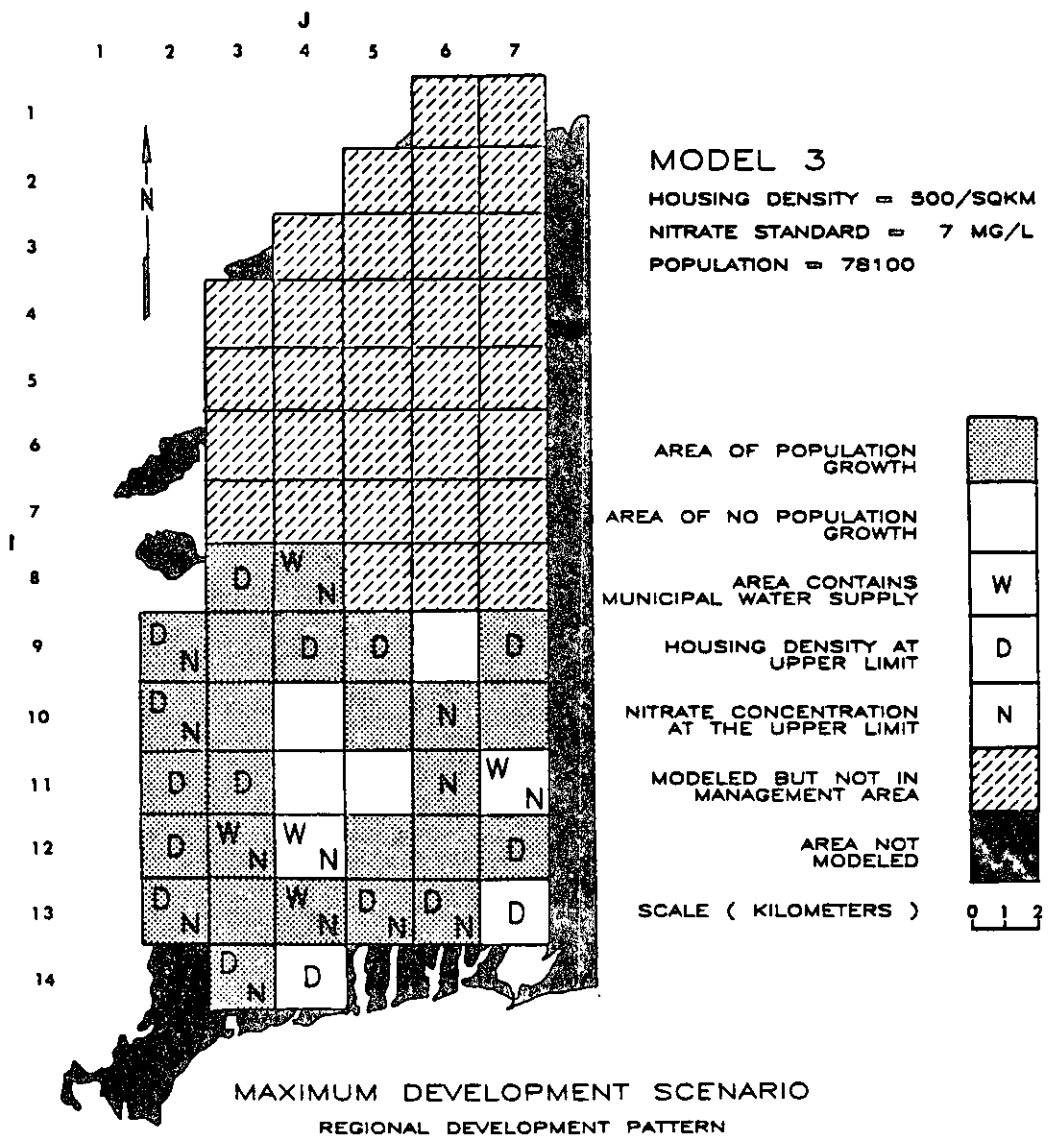 J
1 2 3 4 5 6 7
1
2
3
4
5
6
7
8
9
10
11
12
13
14
I
N
MODEL 3
HOUSING DENSITY = 500/SQKM
NITRATE STANDARD = 7 MG/L
POPULATION = 78100
D W N
D N D D D
D N N
D D N W N
D W N W N D
D N W N D N D N D
D N D
AREA OF POPULATION
GROWTH
AREA OF NO POPULATION
GROWTH
AREA CONTAINS
MUNICIPAL WATER SUPPLY
W
HOUSING DENSITY AT
UPPER LIMIT
D
NITRATE CONCENTRATION
AT THE UPPER LIMIT
N
MODELED BUT NOT IN
MANAGEMENT AREA
AREA NOT
MODELED
SCALE ( KILOMETERS )
0 1 2
MAXIMUM DEVELOPMENT SCENARIO
REGIONAL DEVELOPMENT PATTERN